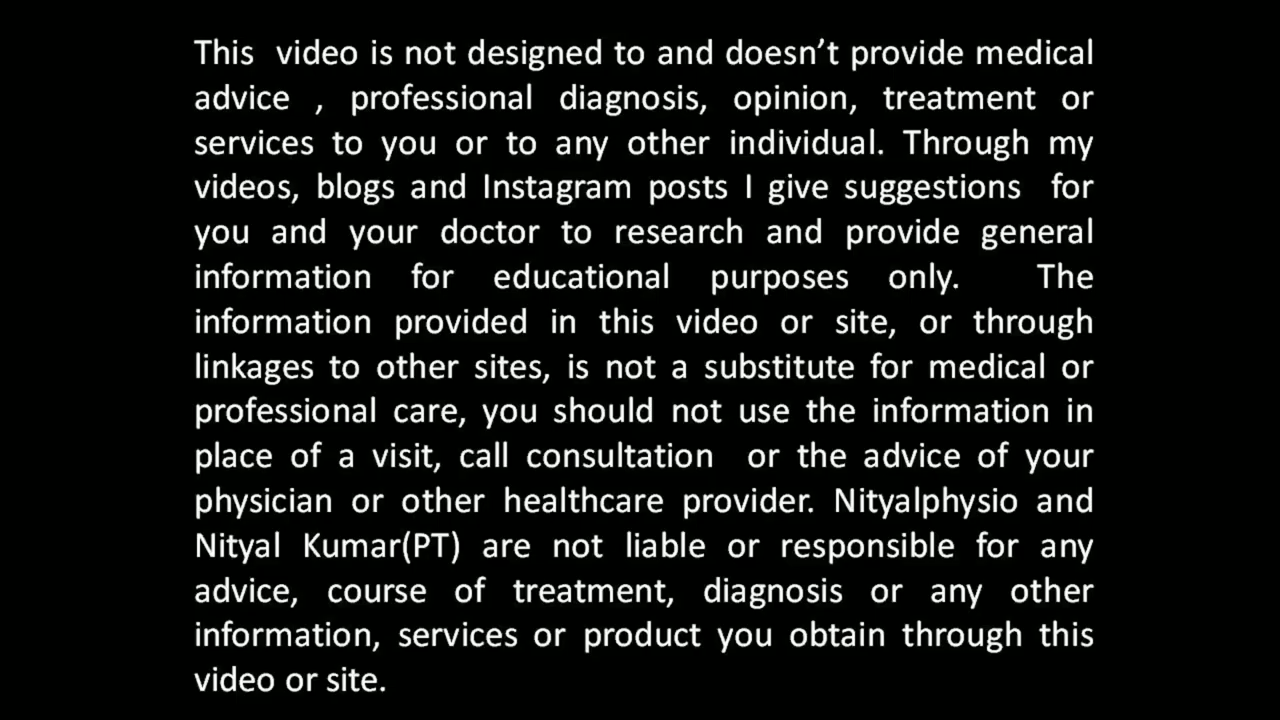 This video is not designed to and doesn’t provide medical
advice , professional diagnosis, opinion, treatment or
services to you or to any other individual. Through my
videos, blogs and Instagram posts I give suggestions for
you and your doctor to research and provide general
information for educational purposes only. The
information provided in this video or site, or through
linkages to other sites, is not a substitute for medical or
professional care, you should not use the information in
place of a visit, call consultation or the advice of your
physician or other healthcare provider. Nityalphysio and
Nityal Kumar(PT) are not liable or responsible for any
advice, course of treatment, diagnosis or any other
information, services or product you obtain through this
video or site.